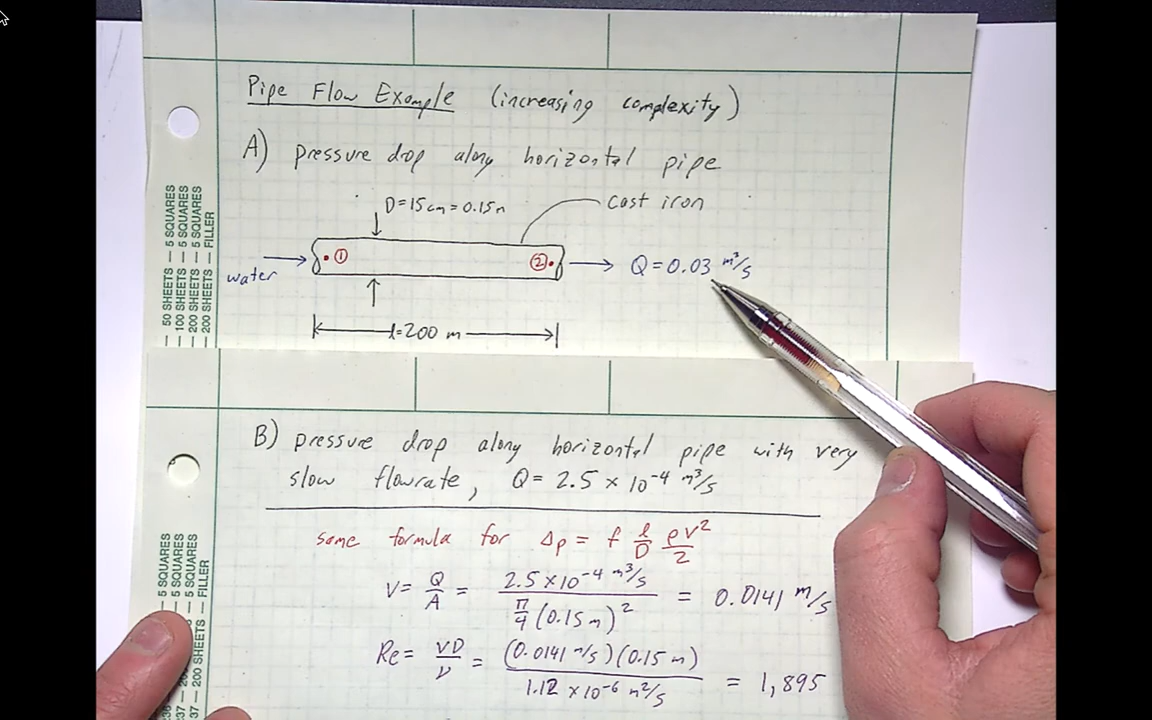 Pipe Flow Example (increasing complexity)
A) pressure drop along horizontal pipe
D=15cm=0.15m
cast iron
water
①
②
Q=0.03 m³/s
l=200 m
50 SHEETS — 5 SQUARES
100 SHEETS — 5 SQUARES
200 SHEETS — 5 SQUARES
200 SHEETS — FILLER
B) pressure drop along horizontal pipe with very
slow flowrate, Q= 2.5 × 10⁻⁴ m³/s
same formula for Δp = f l/D ρV²/2
V= Q/A = 2.5×10⁻⁴ m³/s / π/4 (0.15 m)² = 0.0141 m/s
Re= VD/ν = (0.0141 m/s)(0.15 m) / 1.12 ×10⁻⁶ m²/s = 1,895
5 SQUARES
5 SQUARES
5 SQUARES
FILLER
200 SHEETS